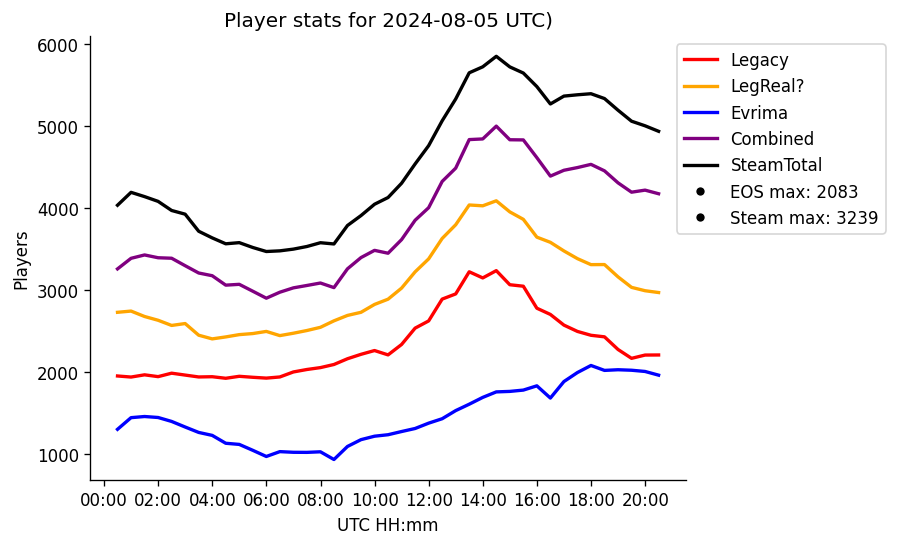 Player stats for 2024-08-05 UTC)
6000
5000
4000
3000
2000
1000
Players
00:00 02:00 04:00 06:00 08:00 10:00 12:00 14:00 16:00 18:00 20:00
UTC HH:mm
Legacy
LegReal?
Evrima
Combined
SteamTotal
EOS max: 2083
Steam max: 3239